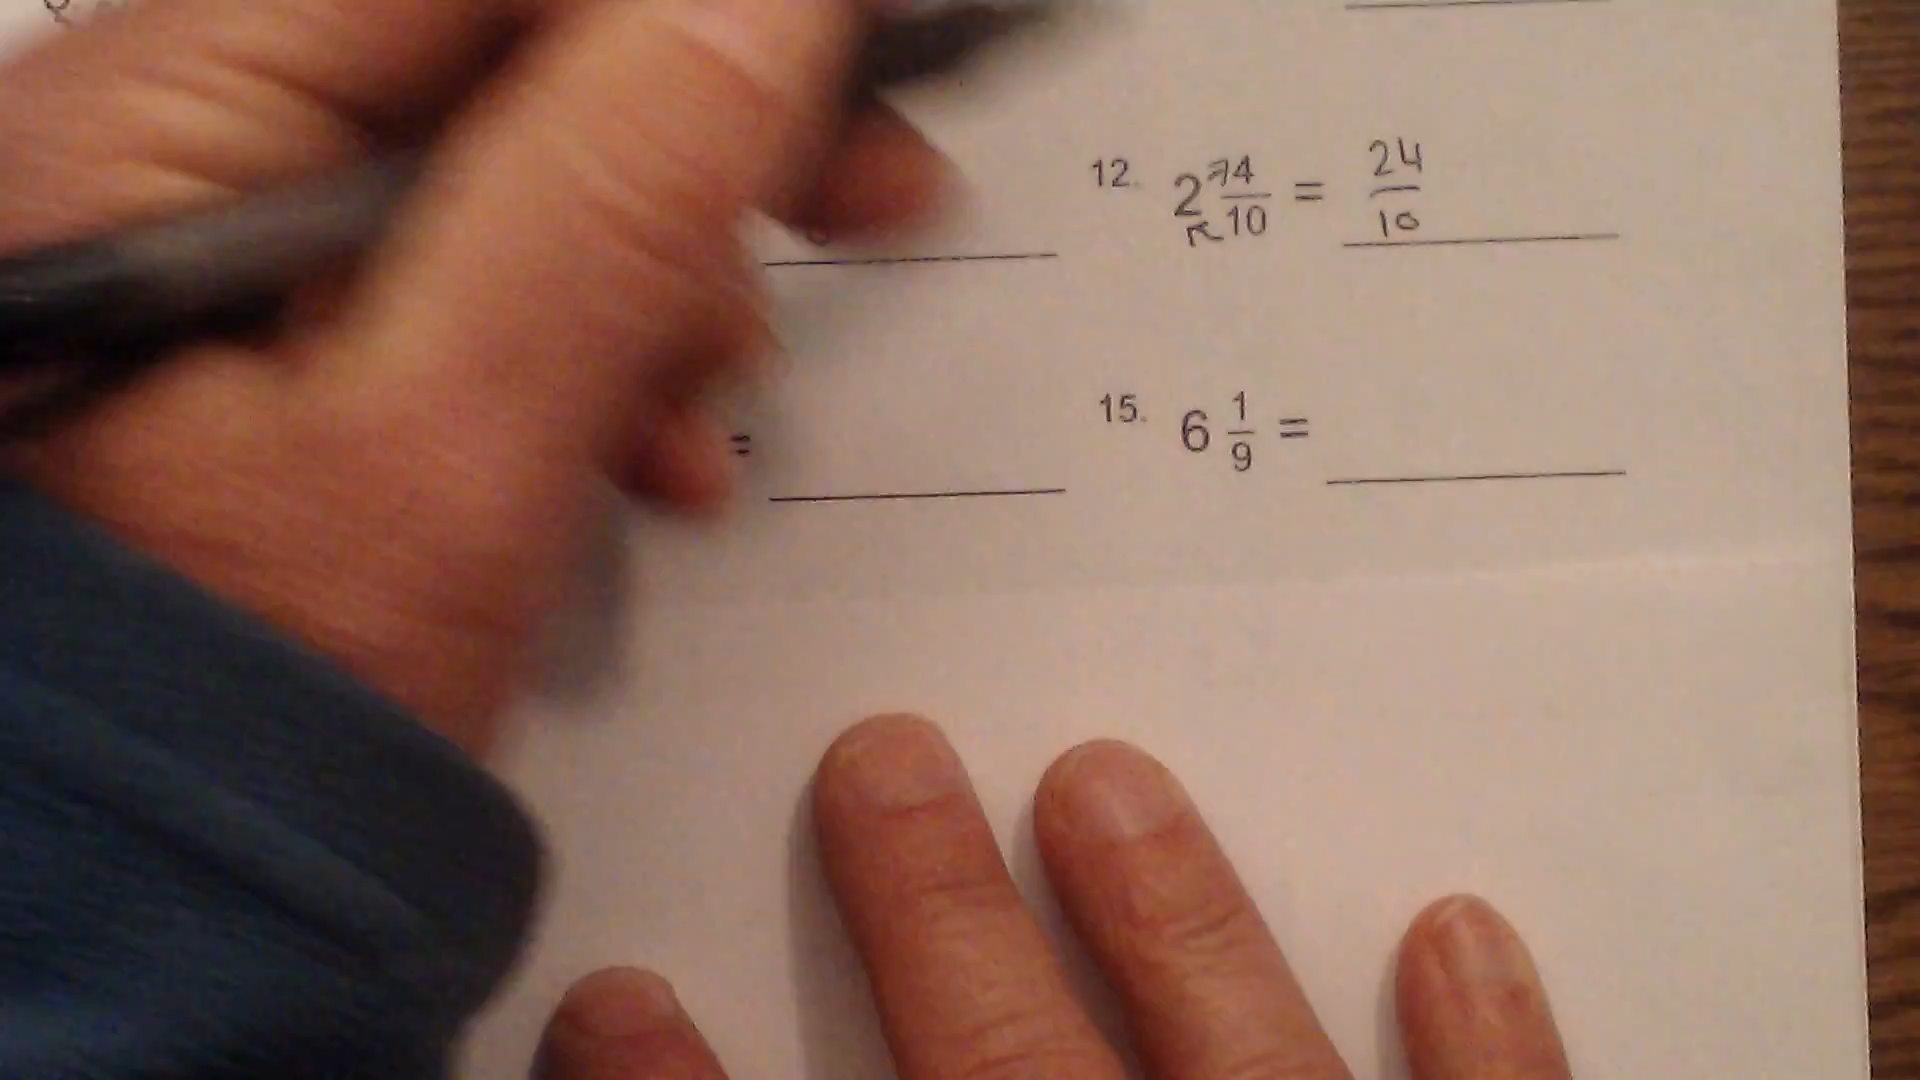 12. 2 4/10 = 24/10
=
15. 6 1/9 =